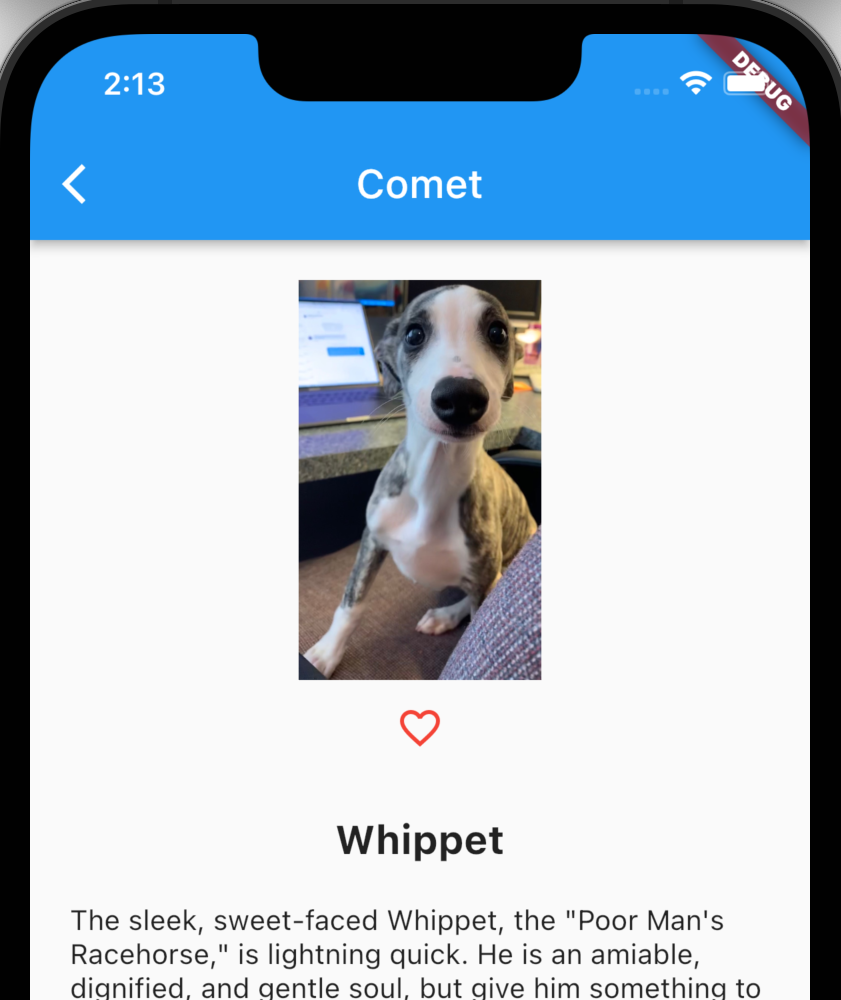 2:13
DEBUG
Comet
Whippet
The sleek, sweet-faced Whippet, the "Poor Man's
Racehorse," is lightning quick. He is an amiable,
dignified, and gentle soul, but give him something to